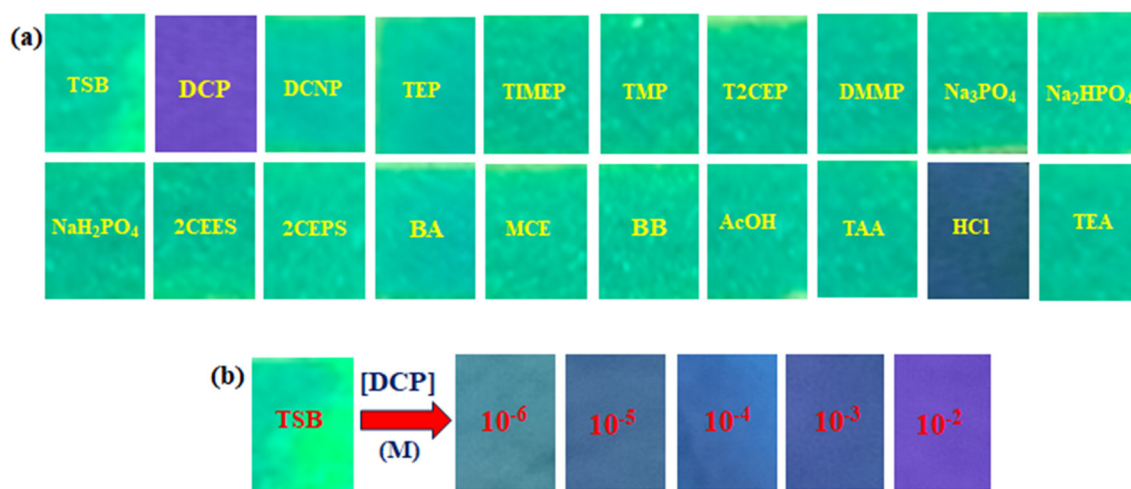 (a)
TSB DCP DCNP TEP TIMEP TMP T2CEP DMMP Na₃PO₄ Na₂HPO₄
NaH₂PO₄ 2CEES 2CEPS BA MCE BB AcOH TAA HCl TEA
(b)
TSB [DCP] (M) 10⁻⁶ 10⁻⁵ 10⁻⁴ 10⁻³ 10⁻²